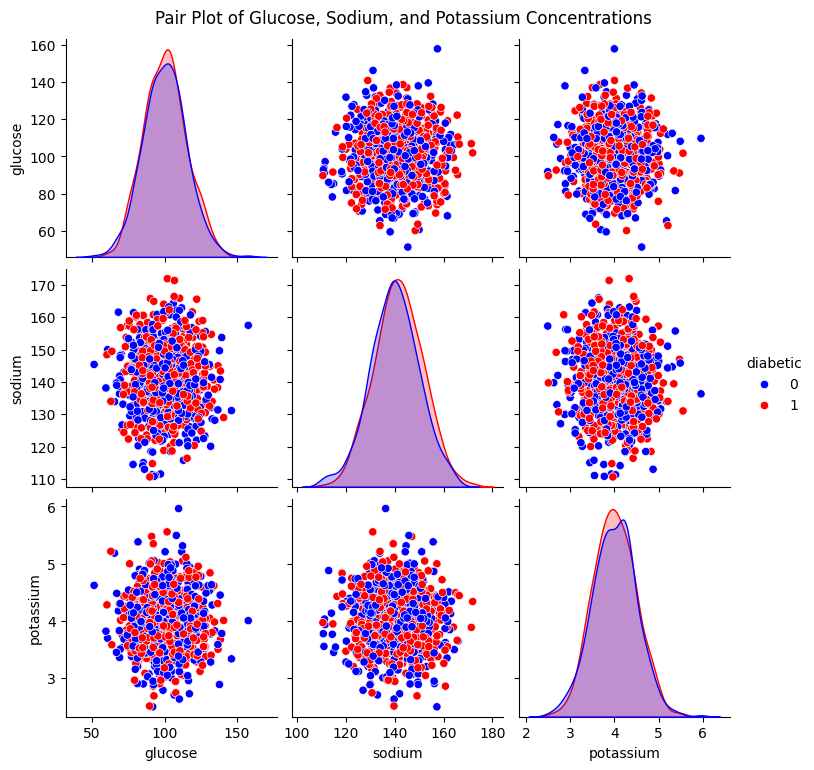 Pair Plot of Glucose, Sodium, and Potassium Concentrations
160
140
120
100
80
60
glucose
170
160
150
140
130
120
110
sodium
diabetic
0
1
6
5
4
3
potassium
50 100 150
glucose
100 120 140 160 180
sodium
2 3 4 5 6
potassium